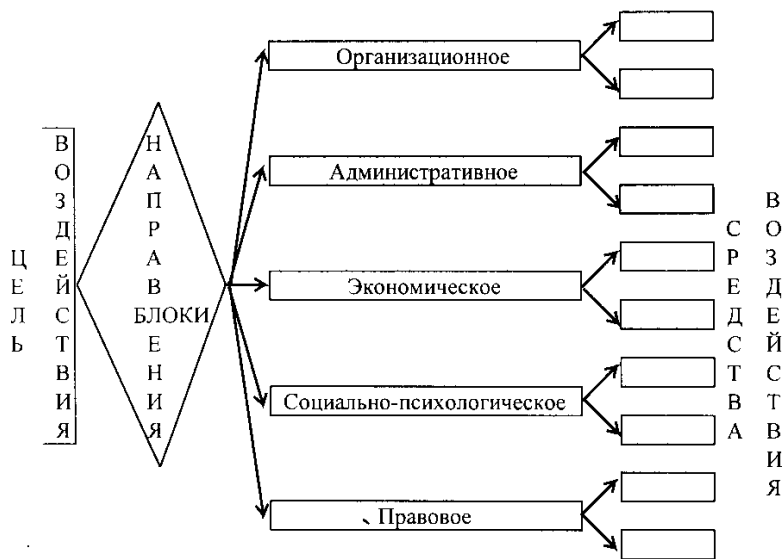 ЦЕЛЬ
ВОЗДЕЙСТВИЯ
НАПРАВЛЕНИЯ
БЛОКИ
Организационное
Административное
Экономическое
Социально-психологическое
Правовое
СРЕДСТВА
ВОЗДЕЙСТВИЯ